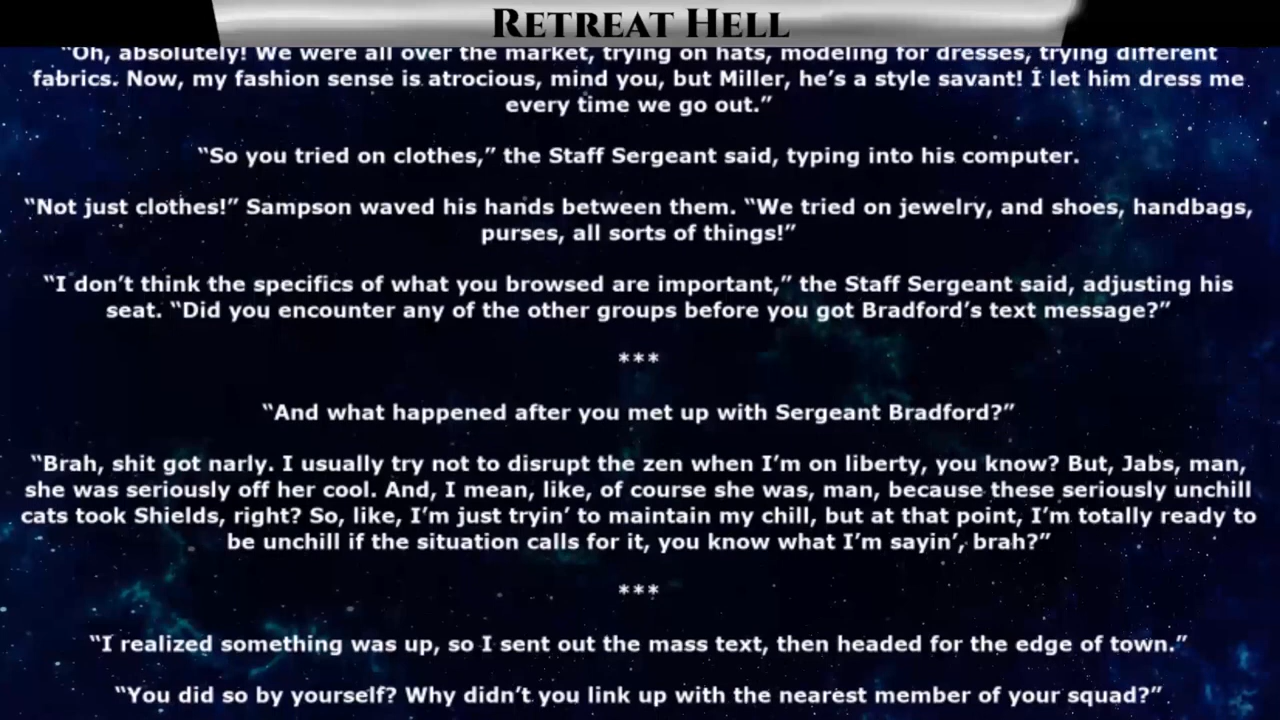 RETREAT HELL
“Oh, absolutely! We were all over the market, trying on hats, modeling for dresses, trying different
fabrics. Now, my fashion sense is atrocious, mind you, but Miller, he’s a style savant! I let him dress me
every time we go out.”
“So you tried on clothes,” the Staff Sergeant said, typing into his computer.
“Not just clothes!” Sampson waved his hands between them. “We tried on jewelry, and shoes, handbags,
purses, all sorts of things!”
“I don’t think the specifics of what you browsed are important,” the Staff Sergeant said, adjusting his
seat. “Did you encounter any of the other groups before you got Bradford’s text message?”
***
“And what happened after you met up with Sergeant Bradford?”
“Brah, shit got narly. I usually try not to disrupt the zen when I’m on liberty, you know? But, Jabs, man,
she was seriously off her cool. And, I mean, like, of course she was, man, because these seriously unchill
cats took Shields, right? So, like, I’m just tryin’ to maintain my chill, but at that point, I’m totally ready to
be unchill if the situation calls for it, you know what I’m sayin’, brah?”
***
“I realized something was up, so I sent out the mass text, then headed for the edge of town.”
“You did so by yourself? Why didn’t you link up with the nearest member of your squad?”